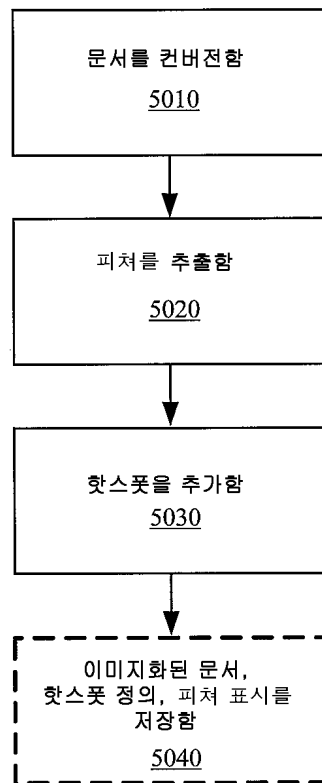 문서를 컨버전함
5010
피쳐를 추출함
5020
핫스폿을 추가함
5030
이미지화된 문서,
핫스폿 정의, 피쳐 표시를
저장함
5040